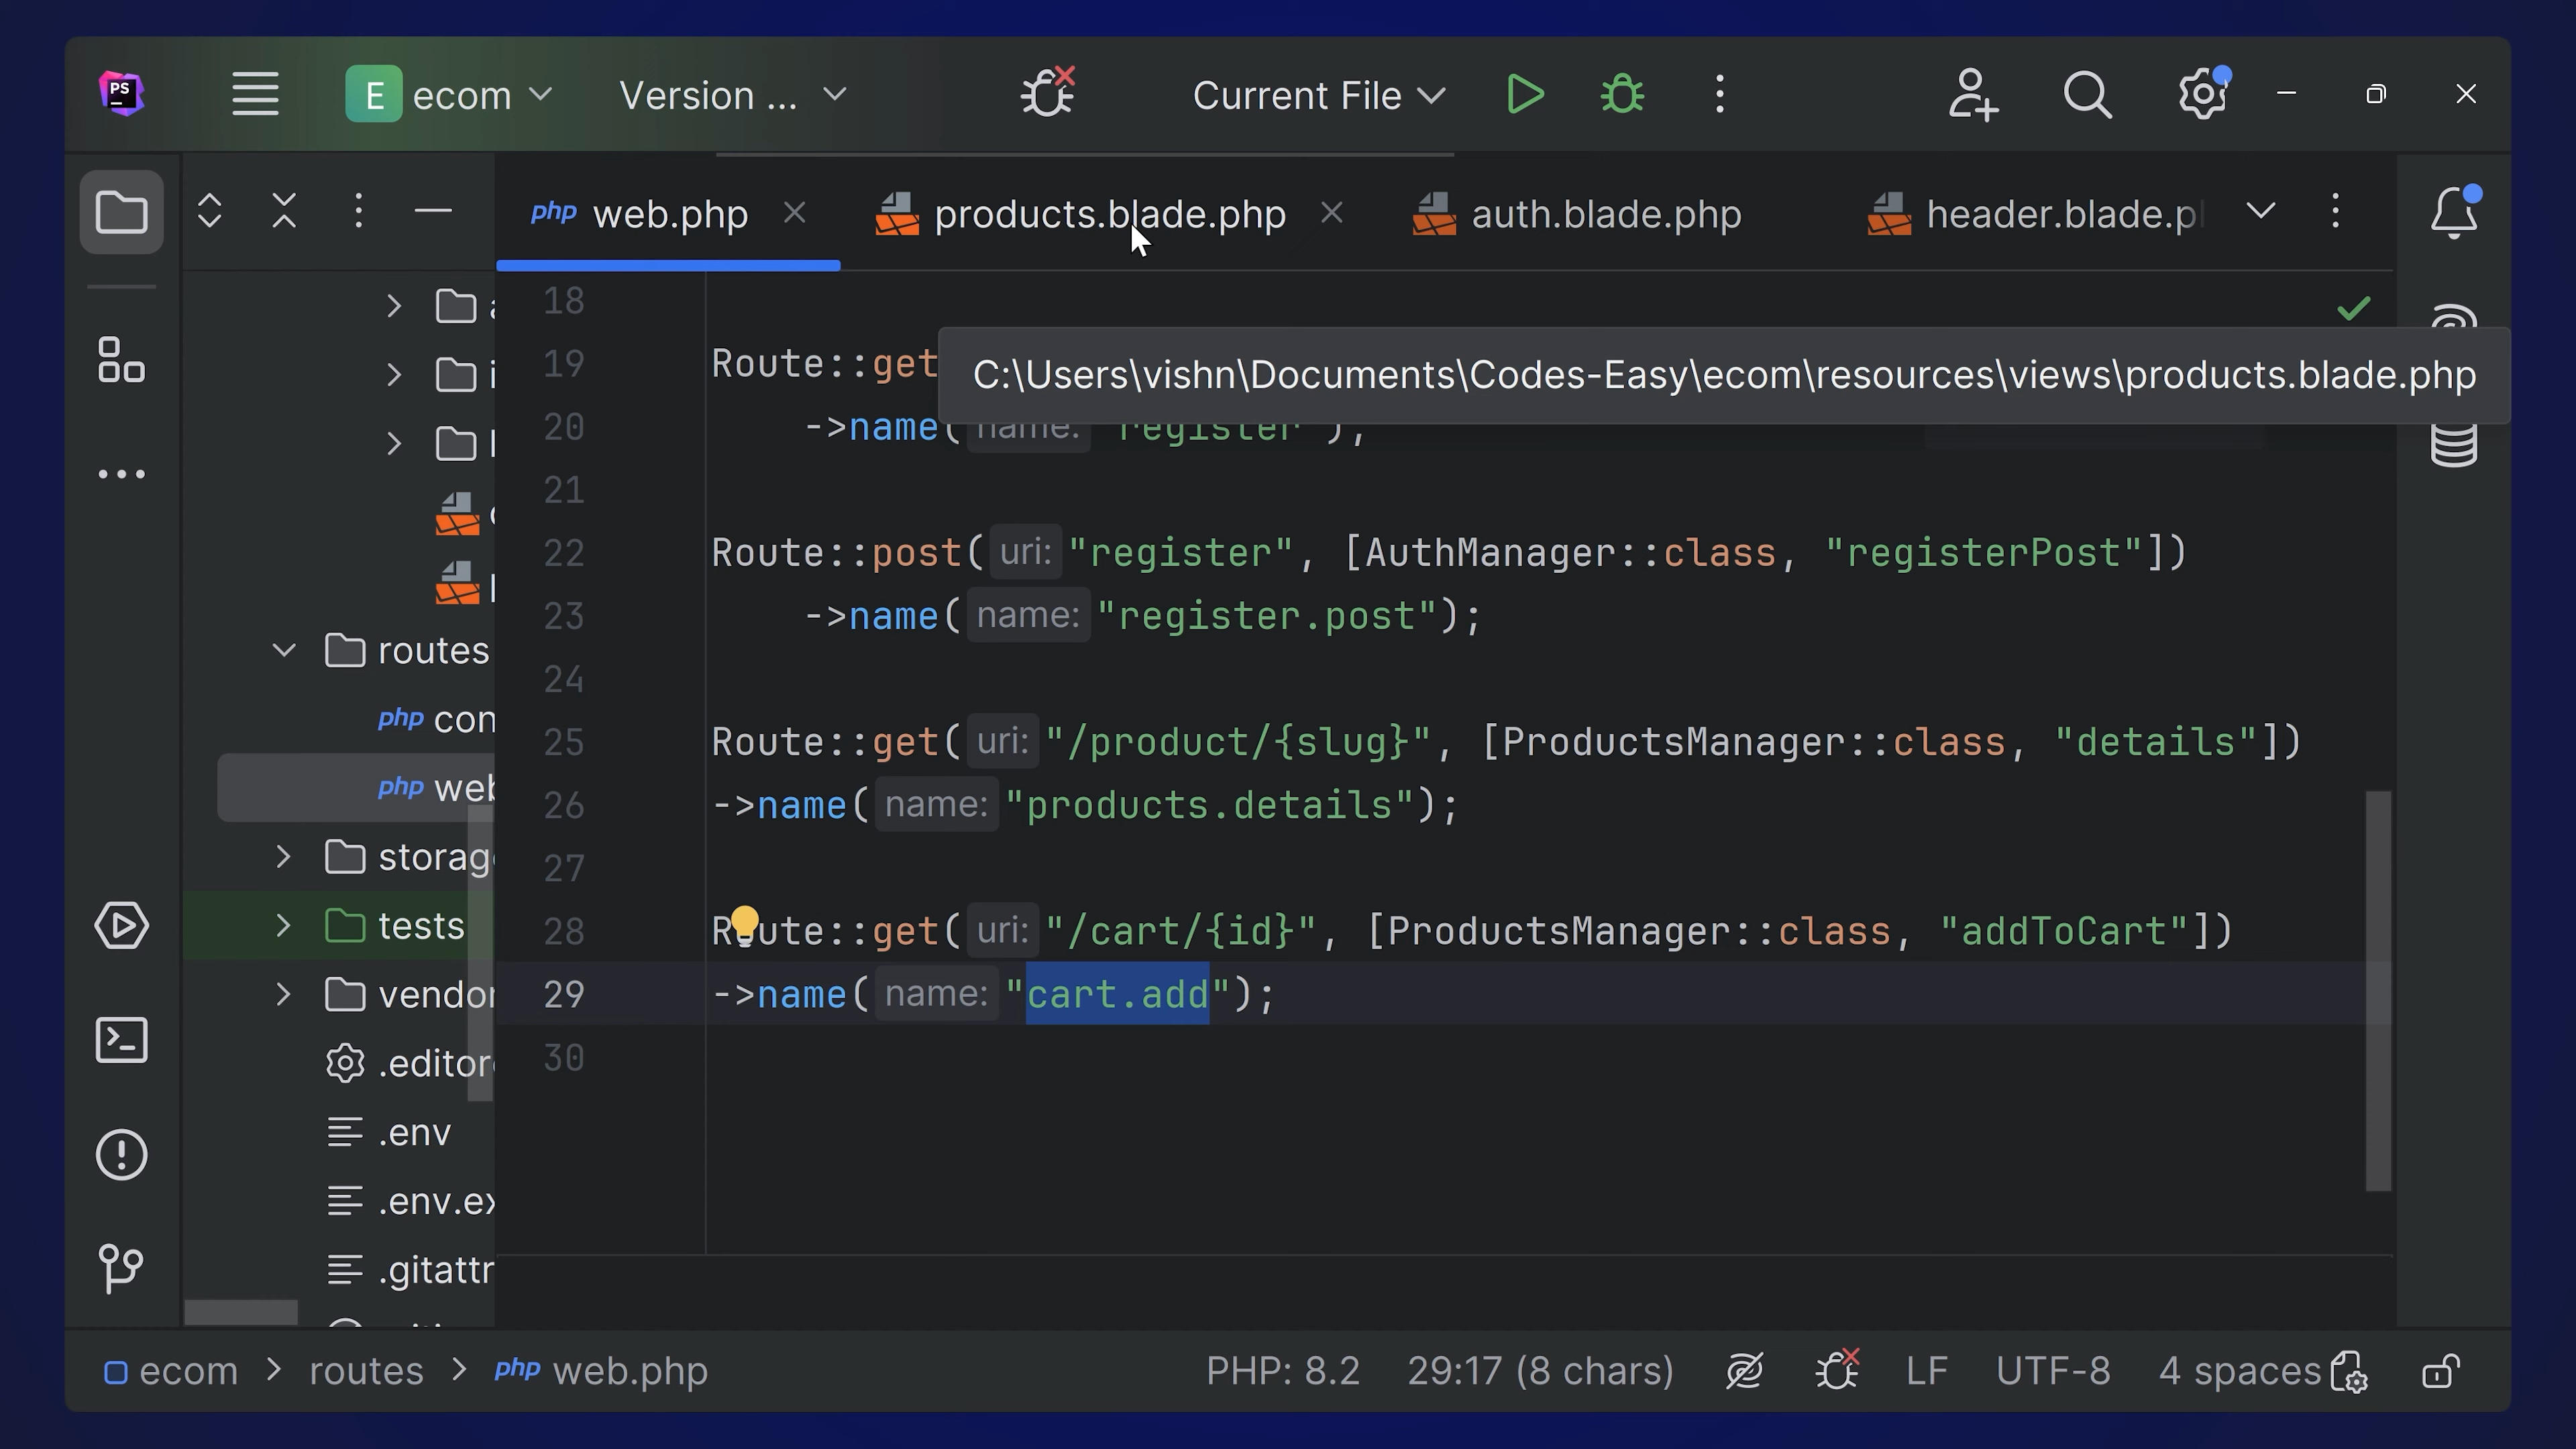 PS
E ecom Version ... Current File
php web.php products.blade.php auth.blade.php header.blade.p
18
19 Route::get
C:\Users\vishn\Documents\Codes-Easy\ecom\resources\views\products.blade.php
20 ->name( name: "register");
21
22 Route::post( uri: "register", [AuthManager::class, "registerPost"])
23 ->name( name: "register.post");
24
25 Route::get( uri: "/product/{slug}", [ProductsManager::class, "details"])
26 ->name( name: "products.details");
27
28 Route::get( uri: "/cart/{id}", [ProductsManager::class, "addToCart"])
29 ->name( name: "cart.add");
30
routes
php con
php web
storage
tests
vendor
.editorc
.env
.env.ex
.gitattr
ecom > routes > php web.php PHP: 8.2 29:17 (8 chars) LF UTF-8 4 spaces